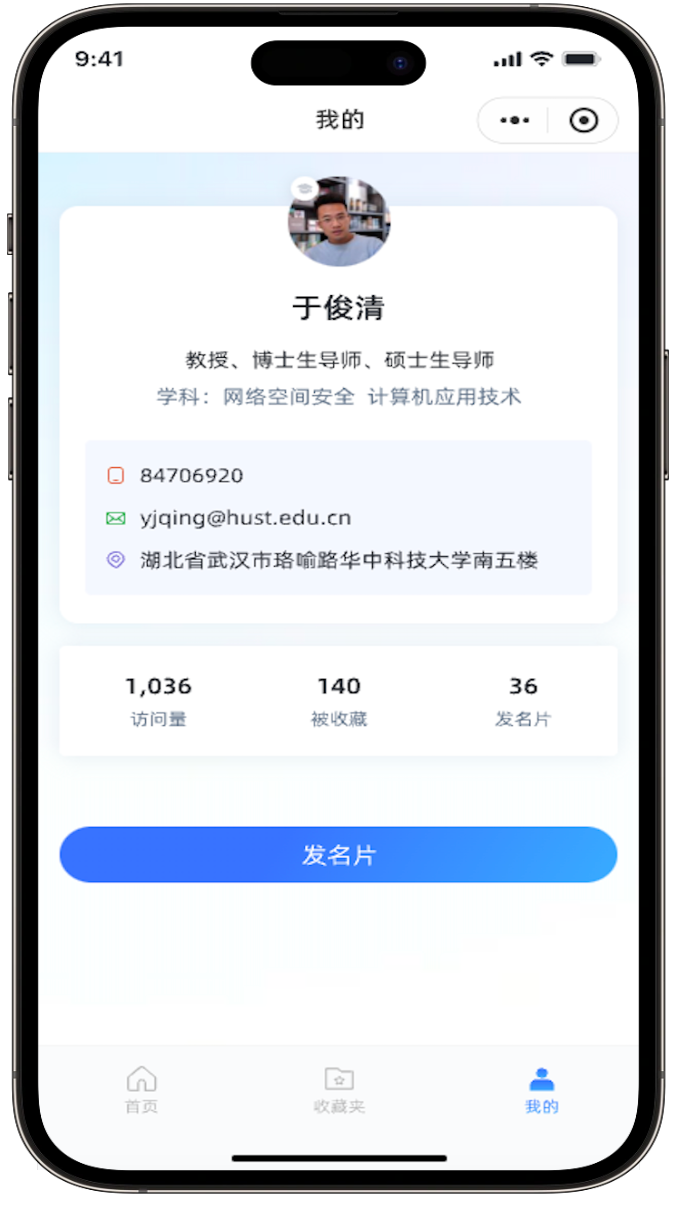 9:41
我的
于俊清
教授、博士生导师、硕士生导师
学科：网络空间安全 计算机应用技术
84706920
yjqing@hust.edu.cn
湖北省武汉市珞喻路华中科技大学南五楼
1,036 140 36
访问量 被收藏 发名片
发名片
首页 收藏夹 我的